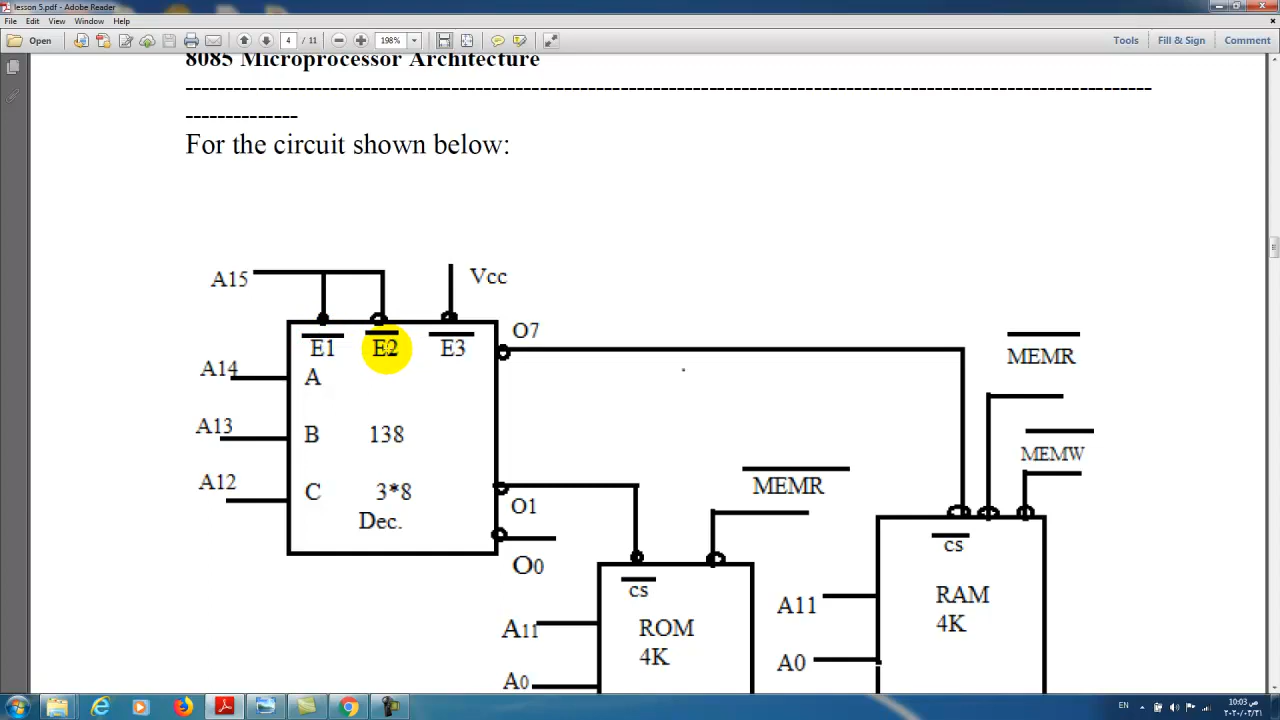 lesson 5.pdf - Adobe Reader
File Edit View Window Help
Open 4 / 11 198% Tools Fill & Sign Comment
8085 Microprocessor Architecture
For the circuit shown below:
A15 Vcc
E1 E2 E3 O7
A14 A
A13 B 138
A12 C 3*8
Dec.
O1
O0
MEMR
MEMW
MEMR
cs
RAM
4K
A11
A0
cs
ROM
4K
A11
A0
EN
10:03 ص
٢٠٢٠/٠٣/٣١